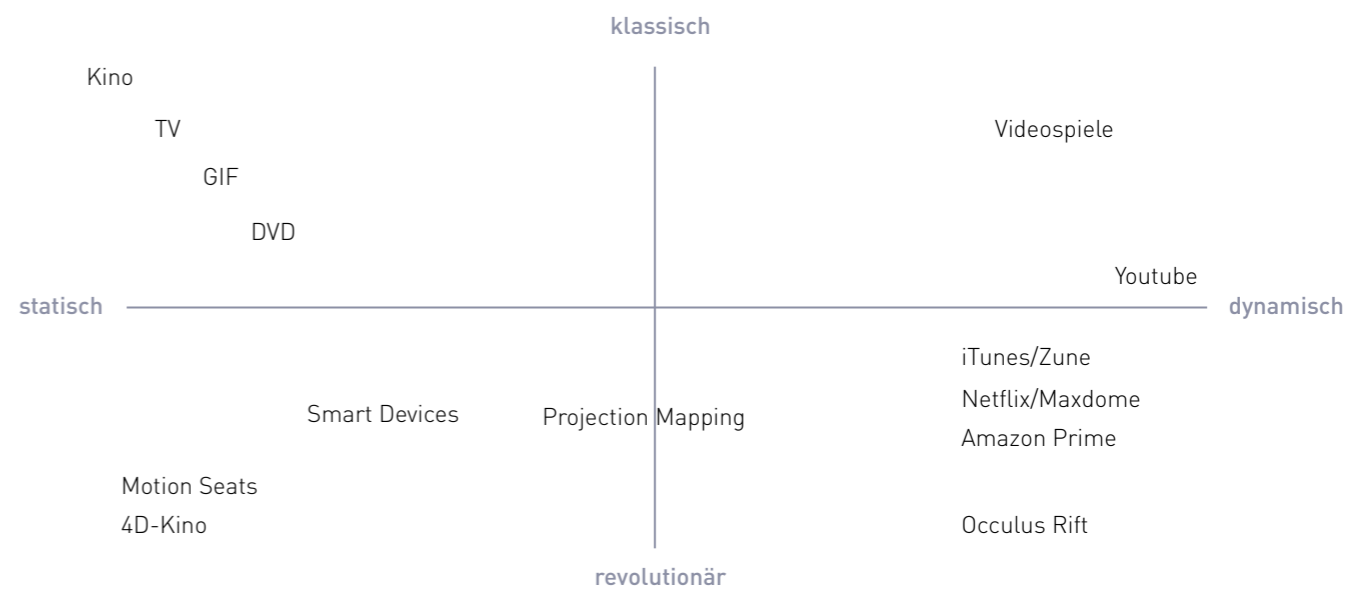 klassisch
Kino
TV
Videospiele
GIF
DVD
Youtube
statisch
dynamisch
iTunes/Zune
Netflix/Maxdome
Smart Devices
Projection Mapping
Amazon Prime
Motion Seats
4D-Kino
Occulus Rift
revolutionär